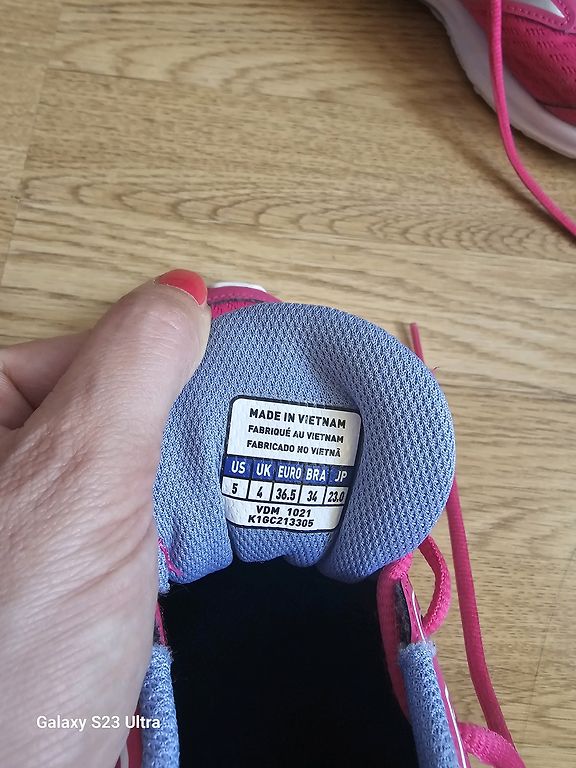 MADE IN VIETNAM
FABRIQUÉ AU VIETNAM
FABRICADO NO VIETNÃ
US UK EURO BRA JP
5 4 36.5 34 23.0
VDM 1021
K1GC213305
Galaxy S23 Ultra